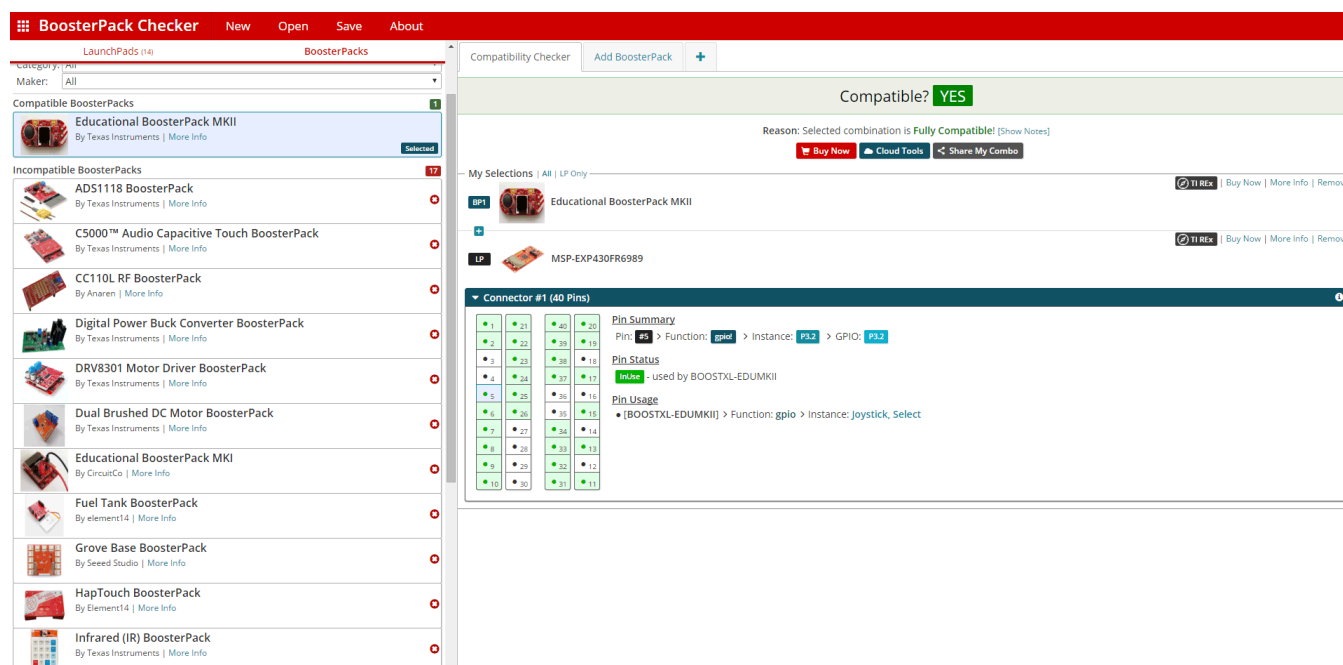 BoosterPack Checker New Open Save About
LaunchPads (14) BoosterPacks
Category: All
Maker: All
Compatible BoosterPacks 1
Educational BoosterPack MKII
By Texas Instruments | More Info
Selected
Incompatible BoosterPacks 17
ADS1118 BoosterPack
By Texas Instruments | More Info
C5000™ Audio Capacitive Touch BoosterPack
By Texas Instruments | More Info
CC110L RF BoosterPack
By Anaren | More Info
Digital Power Buck Converter BoosterPack
By Texas Instruments | More Info
DRV8301 Motor Driver BoosterPack
By Texas Instruments | More Info
Dual Brushed DC Motor BoosterPack
By Texas Instruments | More Info
Educational BoosterPack MKI
By CircuitCo | More Info
Fuel Tank BoosterPack
By element14 | More Info
Grove Base BoosterPack
By Seeed Studio | More Info
HapTouch BoosterPack
By Element14 | More Info
Infrared (IR) BoosterPack
By Texas Instruments | More Info
Compatibility Checker Add BoosterPack +
Compatible? YES
Reason: Selected combination is Fully Compatible! [Show Notes]
Buy Now Cloud Tools Share My Combo
My Selections | All | LP Only
TI REx | Buy Now | More Info | Remov
BP1 Educational BoosterPack MKII
TI REx | Buy Now | More Info | Remov
LP MSP-EXP430FR6989
Connector #1 (40 Pins)
1 21 40 20
2 22 39 19
3 23 38 18
4 24 37 17
5 25 36 16
6 26 35 15
7 27 34 14
8 28 33 13
9 29 32 12
10 30 31 11
Pin Summary
Pin: #5 > Function: gpio! > Instance: P3.2 > GPIO: P3.2
Pin Status
InUse - used by BOOSTXL-EDUMKII
Pin Usage
• [BOOSTXL-EDUMKII] > Function: gpio > Instance: Joystick, Select